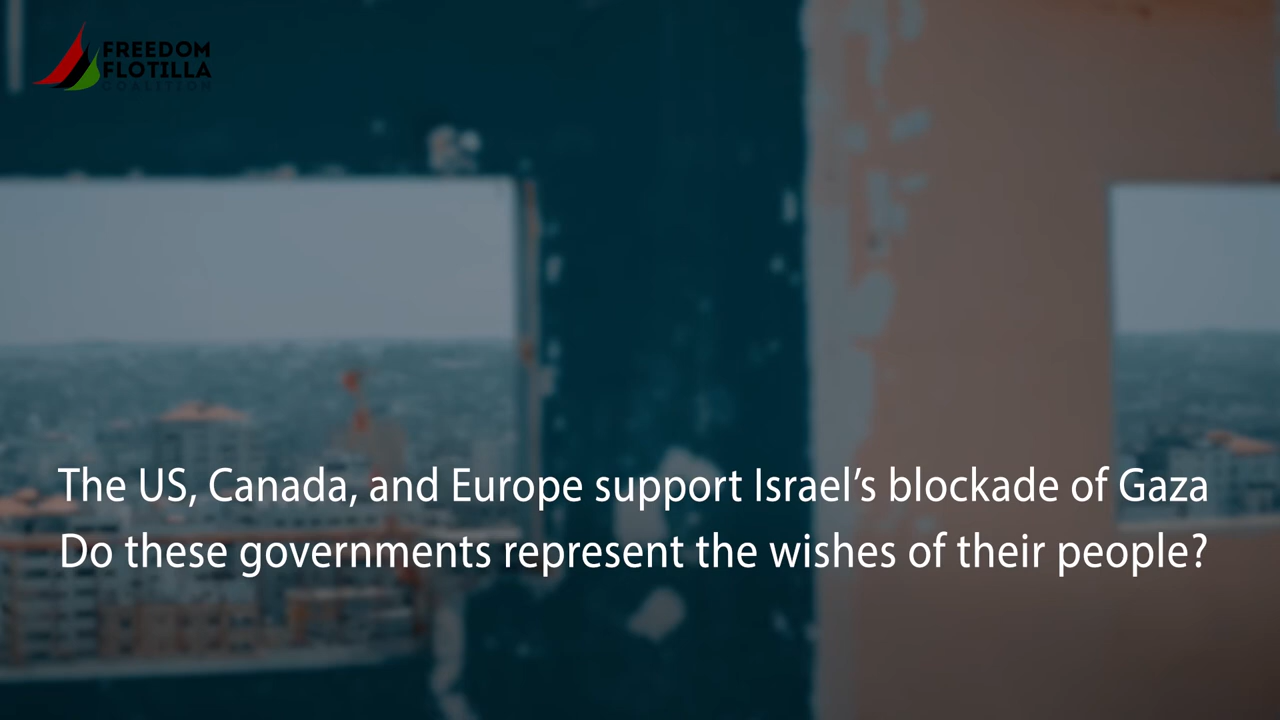 FREEDOM
FLOTILLA
COALITION
The US, Canada, and Europe support Israel’s blockade of Gaza
Do these governments represent the wishes of their people?